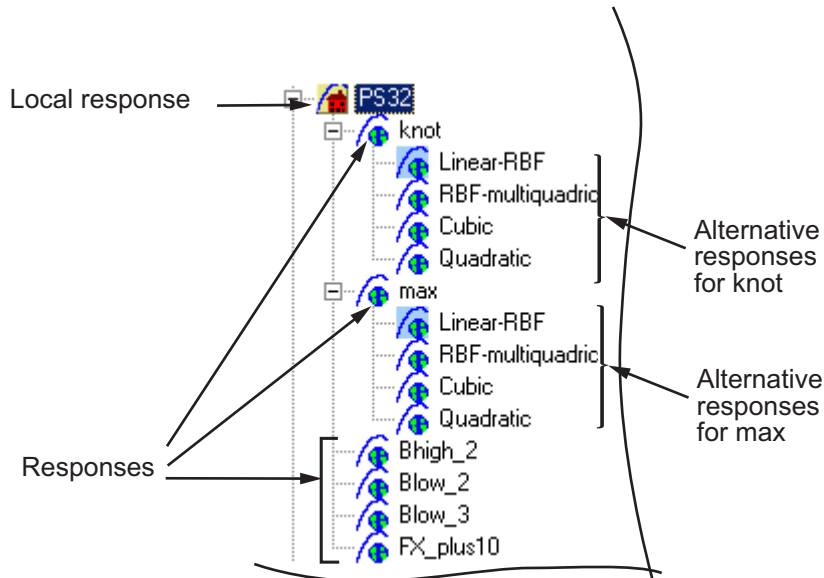 Local response
PS32
knot
Linear-RBF
RBF-multiquadric
Cubic
Quadratic
Alternative
responses
for knot
max
Linear-RBF
RBF-multiquadric
Cubic
Quadratic
Alternative
responses
for max
Responses
Bhigh_2
Blow_2
Blow_3
FX_plus10